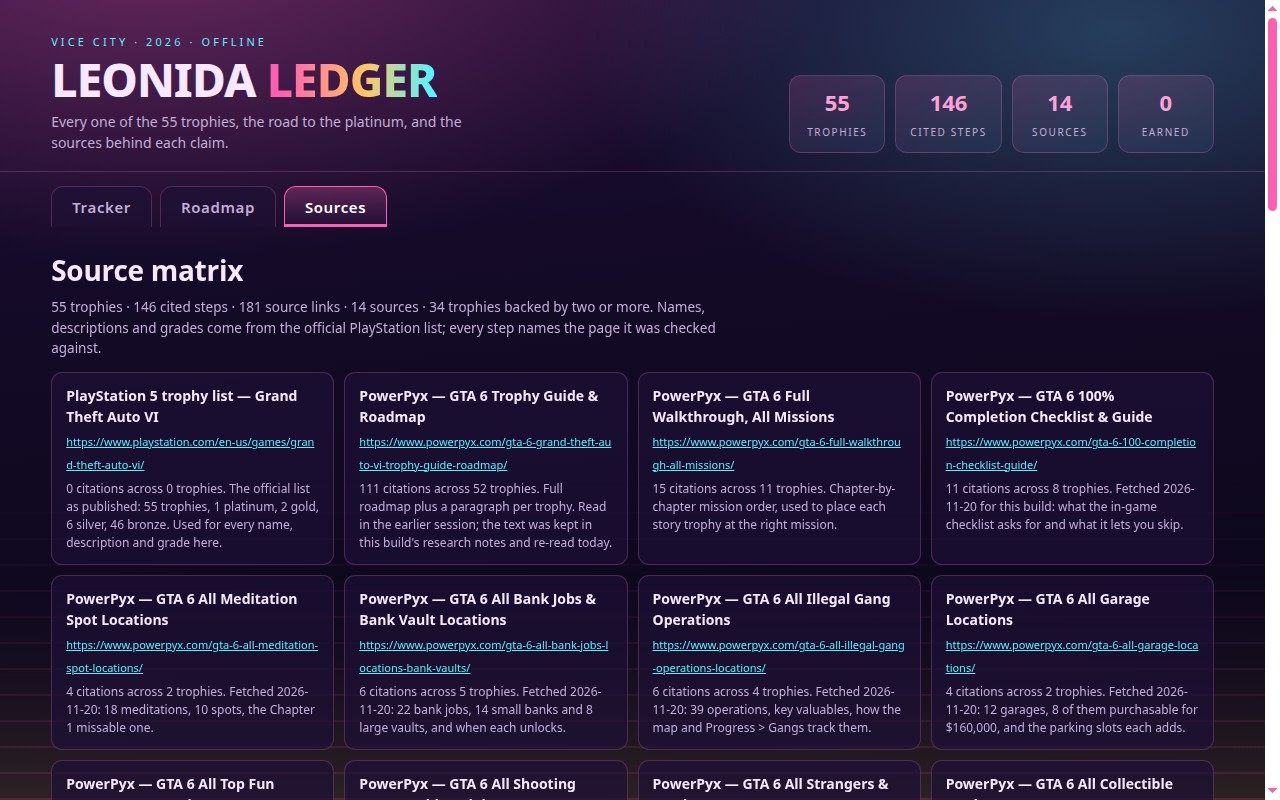 VICE CITY · 2026 · OFFLINE
LEONIDA LEDGER
Every one of the 55 trophies, the road to the platinum, and the
sources behind each claim.
55
TROPHIES
146
CITED STEPS
14
SOURCES
0
EARNED
Tracker
Roadmap
Sources
Source matrix
55 trophies · 146 cited steps · 181 source links · 14 sources · 34 trophies backed by two or more. Names,
descriptions and grades come from the official PlayStation list; every step names the page it was checked
against.
PlayStation 5 trophy list — Grand
Theft Auto VI
https://www.playstation.com/en-us/games/gran
d-theft-auto-vi/
0 citations across 0 trophies. The official list
as published: 55 trophies, 1 platinum, 2 gold,
6 silver, 46 bronze. Used for every name,
description and grade here.
PowerPyx — GTA 6 Trophy Guide &
Roadmap
https://www.powerpyx.com/gta-6-grand-theft-au
to-vi-trophy-guide-roadmap/
111 citations across 52 trophies. Full
roadmap plus a paragraph per trophy. Read
in the earlier session; the text was kept in
this build's research notes and re-read today.
PowerPyx — GTA 6 Full
Walkthrough, All Missions
https://www.powerpyx.com/gta-6-full-walkthrou
gh-all-missions/
15 citations across 11 trophies. Chapter-by-
chapter mission order, used to place each
story trophy at the right mission.
PowerPyx — GTA 6 100%
Completion Checklist & Guide
https://www.powerpyx.com/gta-6-100-completio
n-checklist-guide/
11 citations across 8 trophies. Fetched 2026-
11-20 for this build: what the in-game
checklist asks for and what it lets you skip.
PowerPyx — GTA 6 All Meditation
Spot Locations
https://www.powerpyx.com/gta-6-all-meditation-
spot-locations/
4 citations across 2 trophies. Fetched 2026-
11-20: 18 meditations, 10 spots, the Chapter
1 missable one.
PowerPyx — GTA 6 All Bank Jobs &
Bank Vault Locations
https://www.powerpyx.com/gta-6-all-bank-jobs-l
ocations-bank-vaults/
6 citations across 5 trophies. Fetched 2026-
11-20: 22 bank jobs, 14 small banks and 8
large vaults, and when each unlocks.
PowerPyx — GTA 6 All Illegal Gang
Operations
https://www.powerpyx.com/gta-6-all-illegal-gang
-operations-locations/
6 citations across 4 trophies. Fetched 2026-
11-20: 39 operations, key valuables, how the
map and Progress > Gangs track them.
PowerPyx — GTA 6 All Garage
Locations
https://www.powerpyx.com/gta-6-all-garage-loca
tions/
4 citations across 2 trophies. Fetched 2026-
11-20: 12 garages, 8 of them purchasable for
$160,000, and the parking slots each adds.
PowerPyx — GTA 6 All Top Fun
PowerPyx — GTA 6 All Shooting
PowerPyx — GTA 6 All Strangers &
PowerPyx — GTA 6 All Collectible